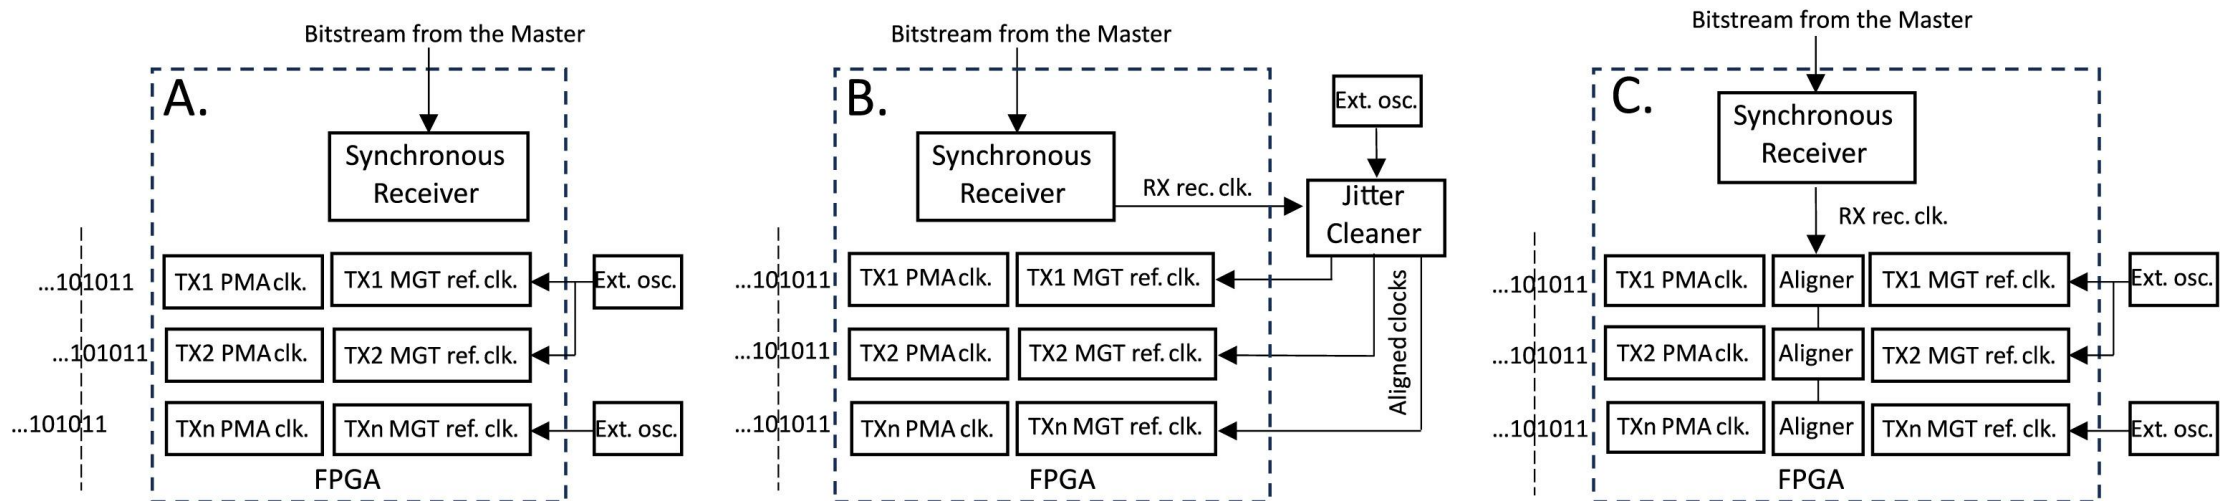 Bitstream from the Master
A.
Synchronous
Receiver
...101011
TX1 PMA clk.
TX1 MGT ref. clk.
Ext. osc.
...101011
TX2 PMA clk.
TX2 MGT ref. clk.
...101011
TXn PMA clk.
TXn MGT ref. clk.
Ext. osc.
FPGA
Bitstream from the Master
B.
Ext. osc.
Synchronous
Receiver
RX rec. clk.
Jitter
Cleaner
...101011
TX1 PMA clk.
TX1 MGT ref. clk.
...101011
TX2 PMA clk.
TX2 MGT ref. clk.
Aligned clocks
...101011
TXn PMA clk.
TXn MGT ref. clk.
FPGA
Bitstream from the Master
C.
Synchronous
Receiver
RX rec. clk.
...101011
TX1 PMA clk.
Aligner
TX1 MGT ref. clk.
Ext. osc.
...101011
TX2 PMA clk.
Aligner
TX2 MGT ref. clk.
...101011
TXn PMA clk.
Aligner
TXn MGT ref. clk.
Ext. osc.
FPGA